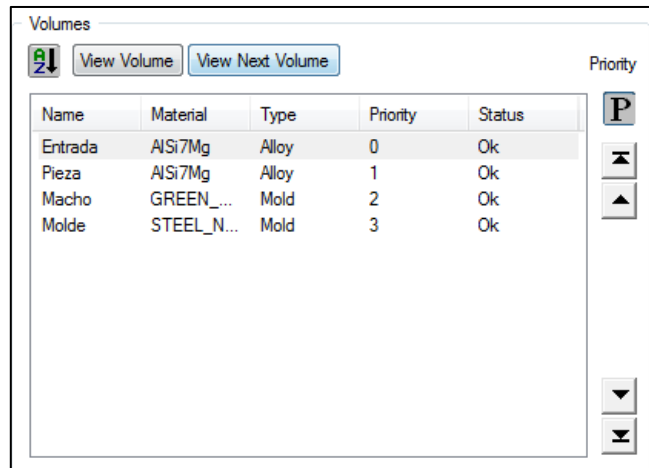 Volumes
A Z View Volume View Next Volume Priority
P
Name Material Type Priority Status
Entrada AlSi7Mg Alloy 0 Ok
Pieza AlSi7Mg Alloy 1 Ok
Macho GREEN_... Mold 2 Ok
Molde STEEL_N... Mold 3 Ok